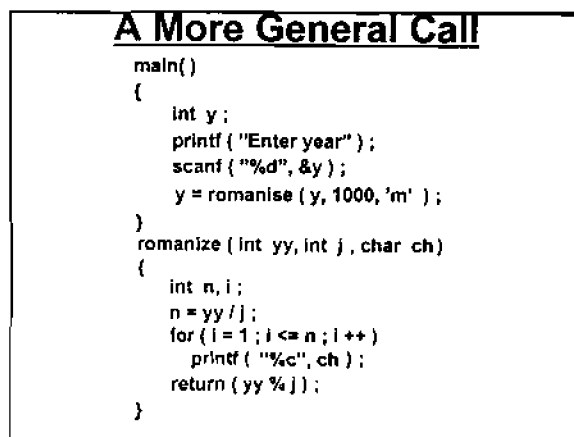 A More General Call
main( )
{
int y ;
printf ( "Enter year" ) ;
scanf ( "%d", &y ) ;
y = romanise ( y, 1000, 'm' ) ;
}
romanize ( int yy, int j , char ch)
{
int n, i ;
n = yy / j ;
for ( i = 1 ; i <= n ; i ++ )
printf ( "%c", ch ) ;
return ( yy % j ) ;
}